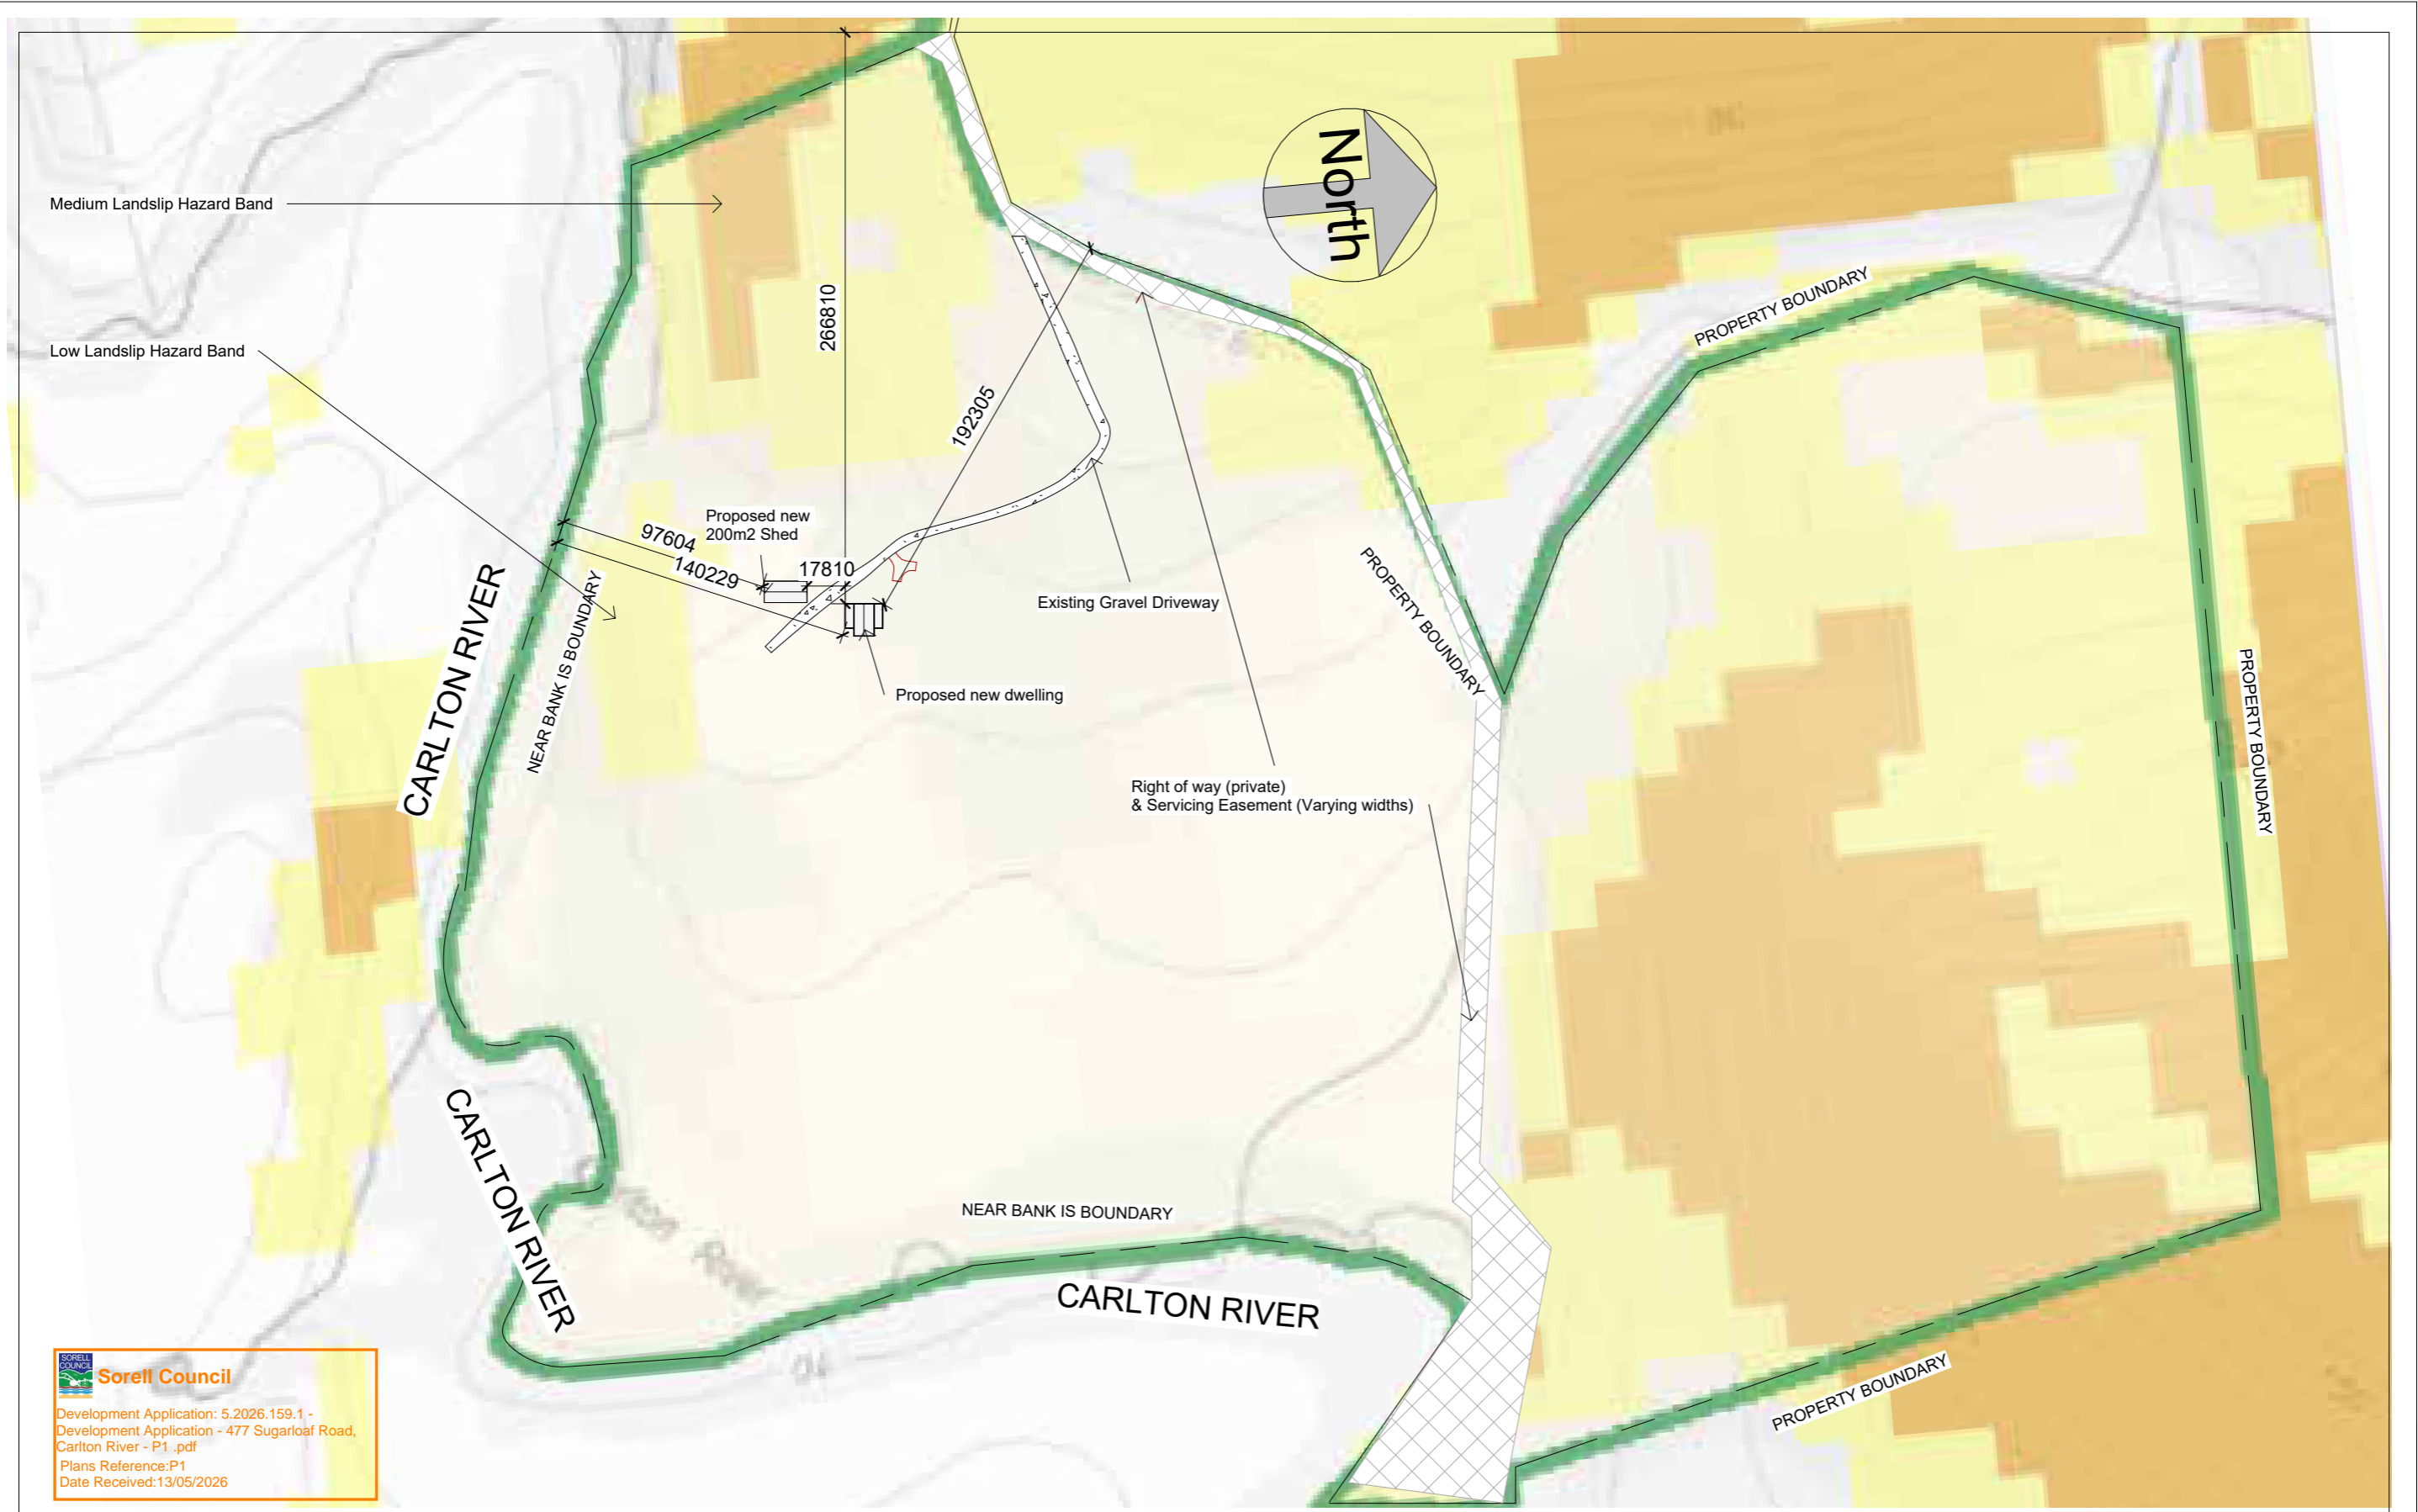 North
Medium Landslip Hazard Band
Low Landslip Hazard Band
266810
192305
PROPERTY BOUNDARY
Proposed new
200m2 Shed
97604
140229
17810
CARLTON RIVER
NEAR BANK IS BOUNDARY
Existing Gravel Driveway
PROPERTY BOUNDARY
Proposed new dwelling
PROPERTY BOUNDARY
Right of way (private)
& Servicing Easement (Varying widths)
CARLTON RIVER
NEAR BANK IS BOUNDARY
CARLTON RIVER
PROPERTY BOUNDARY
SORELL
COUNCIL
Sorell Council
Development Application: 5.2026.159.1 -
Development Application - 477 Sugarloaf Road,
Carlton River - P1 .pdf
Plans Reference:P1
Date Received:13/05/2026